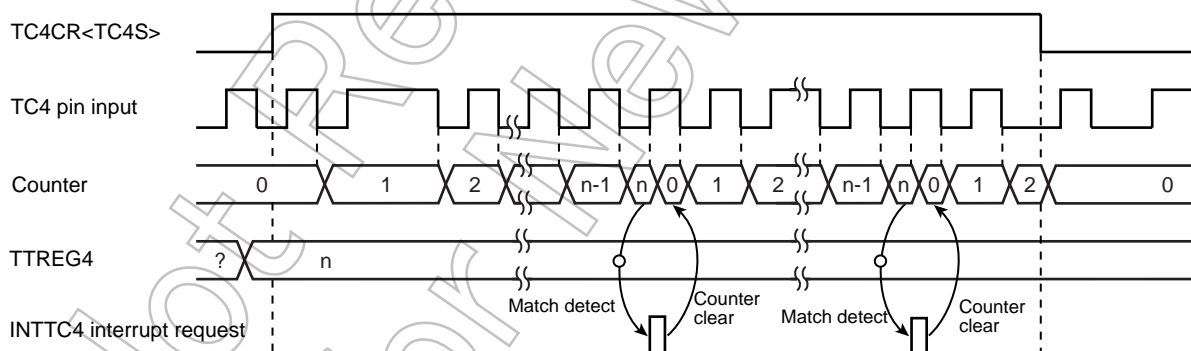 TC4CR<TC4S>
TC4 pin input
Counter 0 1 2 n-1 n 0 1 2 n-1 n 0 1 2 0
TTREG4 ? n
Match detect Counter clear Match detect Counter clear
INTTC4 interrupt request